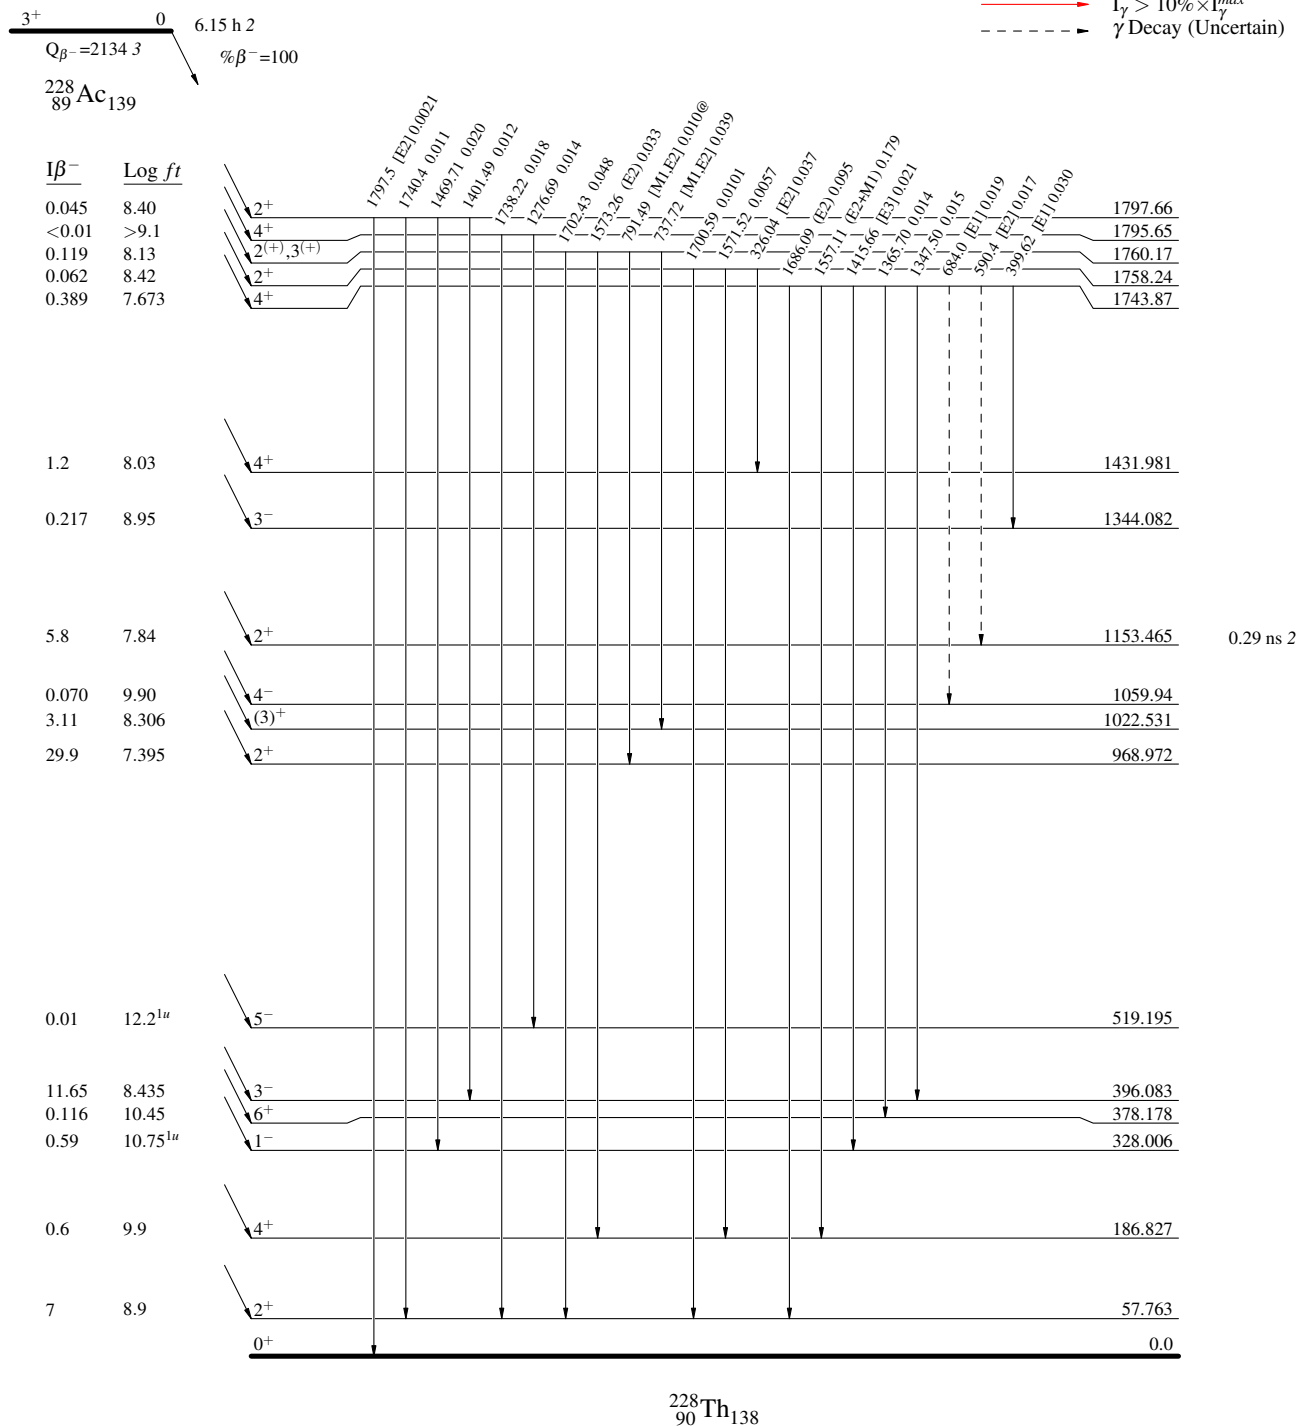 I_γ > 10%×I_γ^max
γ Decay (Uncertain)
3⁺ 0
6.15 h 2
Q_β⁻=2134 3
%β⁻=100
²²⁸₈₉Ac₁₃₉
1797.5 [E2] 0.0021
1740.4 0.011
1469.71 0.020
1401.49 0.012
1738.22 0.018
1276.69 0.014
1702.43 0.048
1573.26 (E2) 0.033
791.49 [M1,E2] 0.010@
737.72 [M1,E2] 0.039
1700.59 0.0101
1571.52 0.0057
326.04 [E2] 0.037
1686.09 (E2) 0.095
1557.11 (E2+M1) 0.179
1415.66 [E3] 0.021
1365.70 0.014
1347.50 0.015
684.0 [E1] 0.019
590.4 [E2] 0.017
399.62 [E1] 0.030
Iβ⁻ Log ft
0.045 8.40 2⁺ 1797.66
<0.01 >9.1 4⁺ 1795.65
0.119 8.13 2⁽⁺⁾,3⁽⁺⁾ 1760.17
0.062 8.42 2⁺ 1758.24
0.389 7.673 4⁺ 1743.87
1.2 8.03 4⁺ 1431.981
0.217 8.95 3⁻ 1344.082
5.8 7.84 2⁺ 1153.465 0.29 ns 2
0.070 9.90 4⁻ 1059.94
3.11 8.306 (3)⁺ 1022.531
29.9 7.395 2⁺ 968.972
0.01 12.2¹ᵘ 5⁻ 519.195
11.65 8.435 3⁻ 396.083
0.116 10.45 6⁺ 378.178
0.59 10.75¹ᵘ 1⁻ 328.006
0.6 9.9 4⁺ 186.827
7 8.9 2⁺ 57.763
0⁺ 0.0
²²⁸₉₀Th₁₃₈